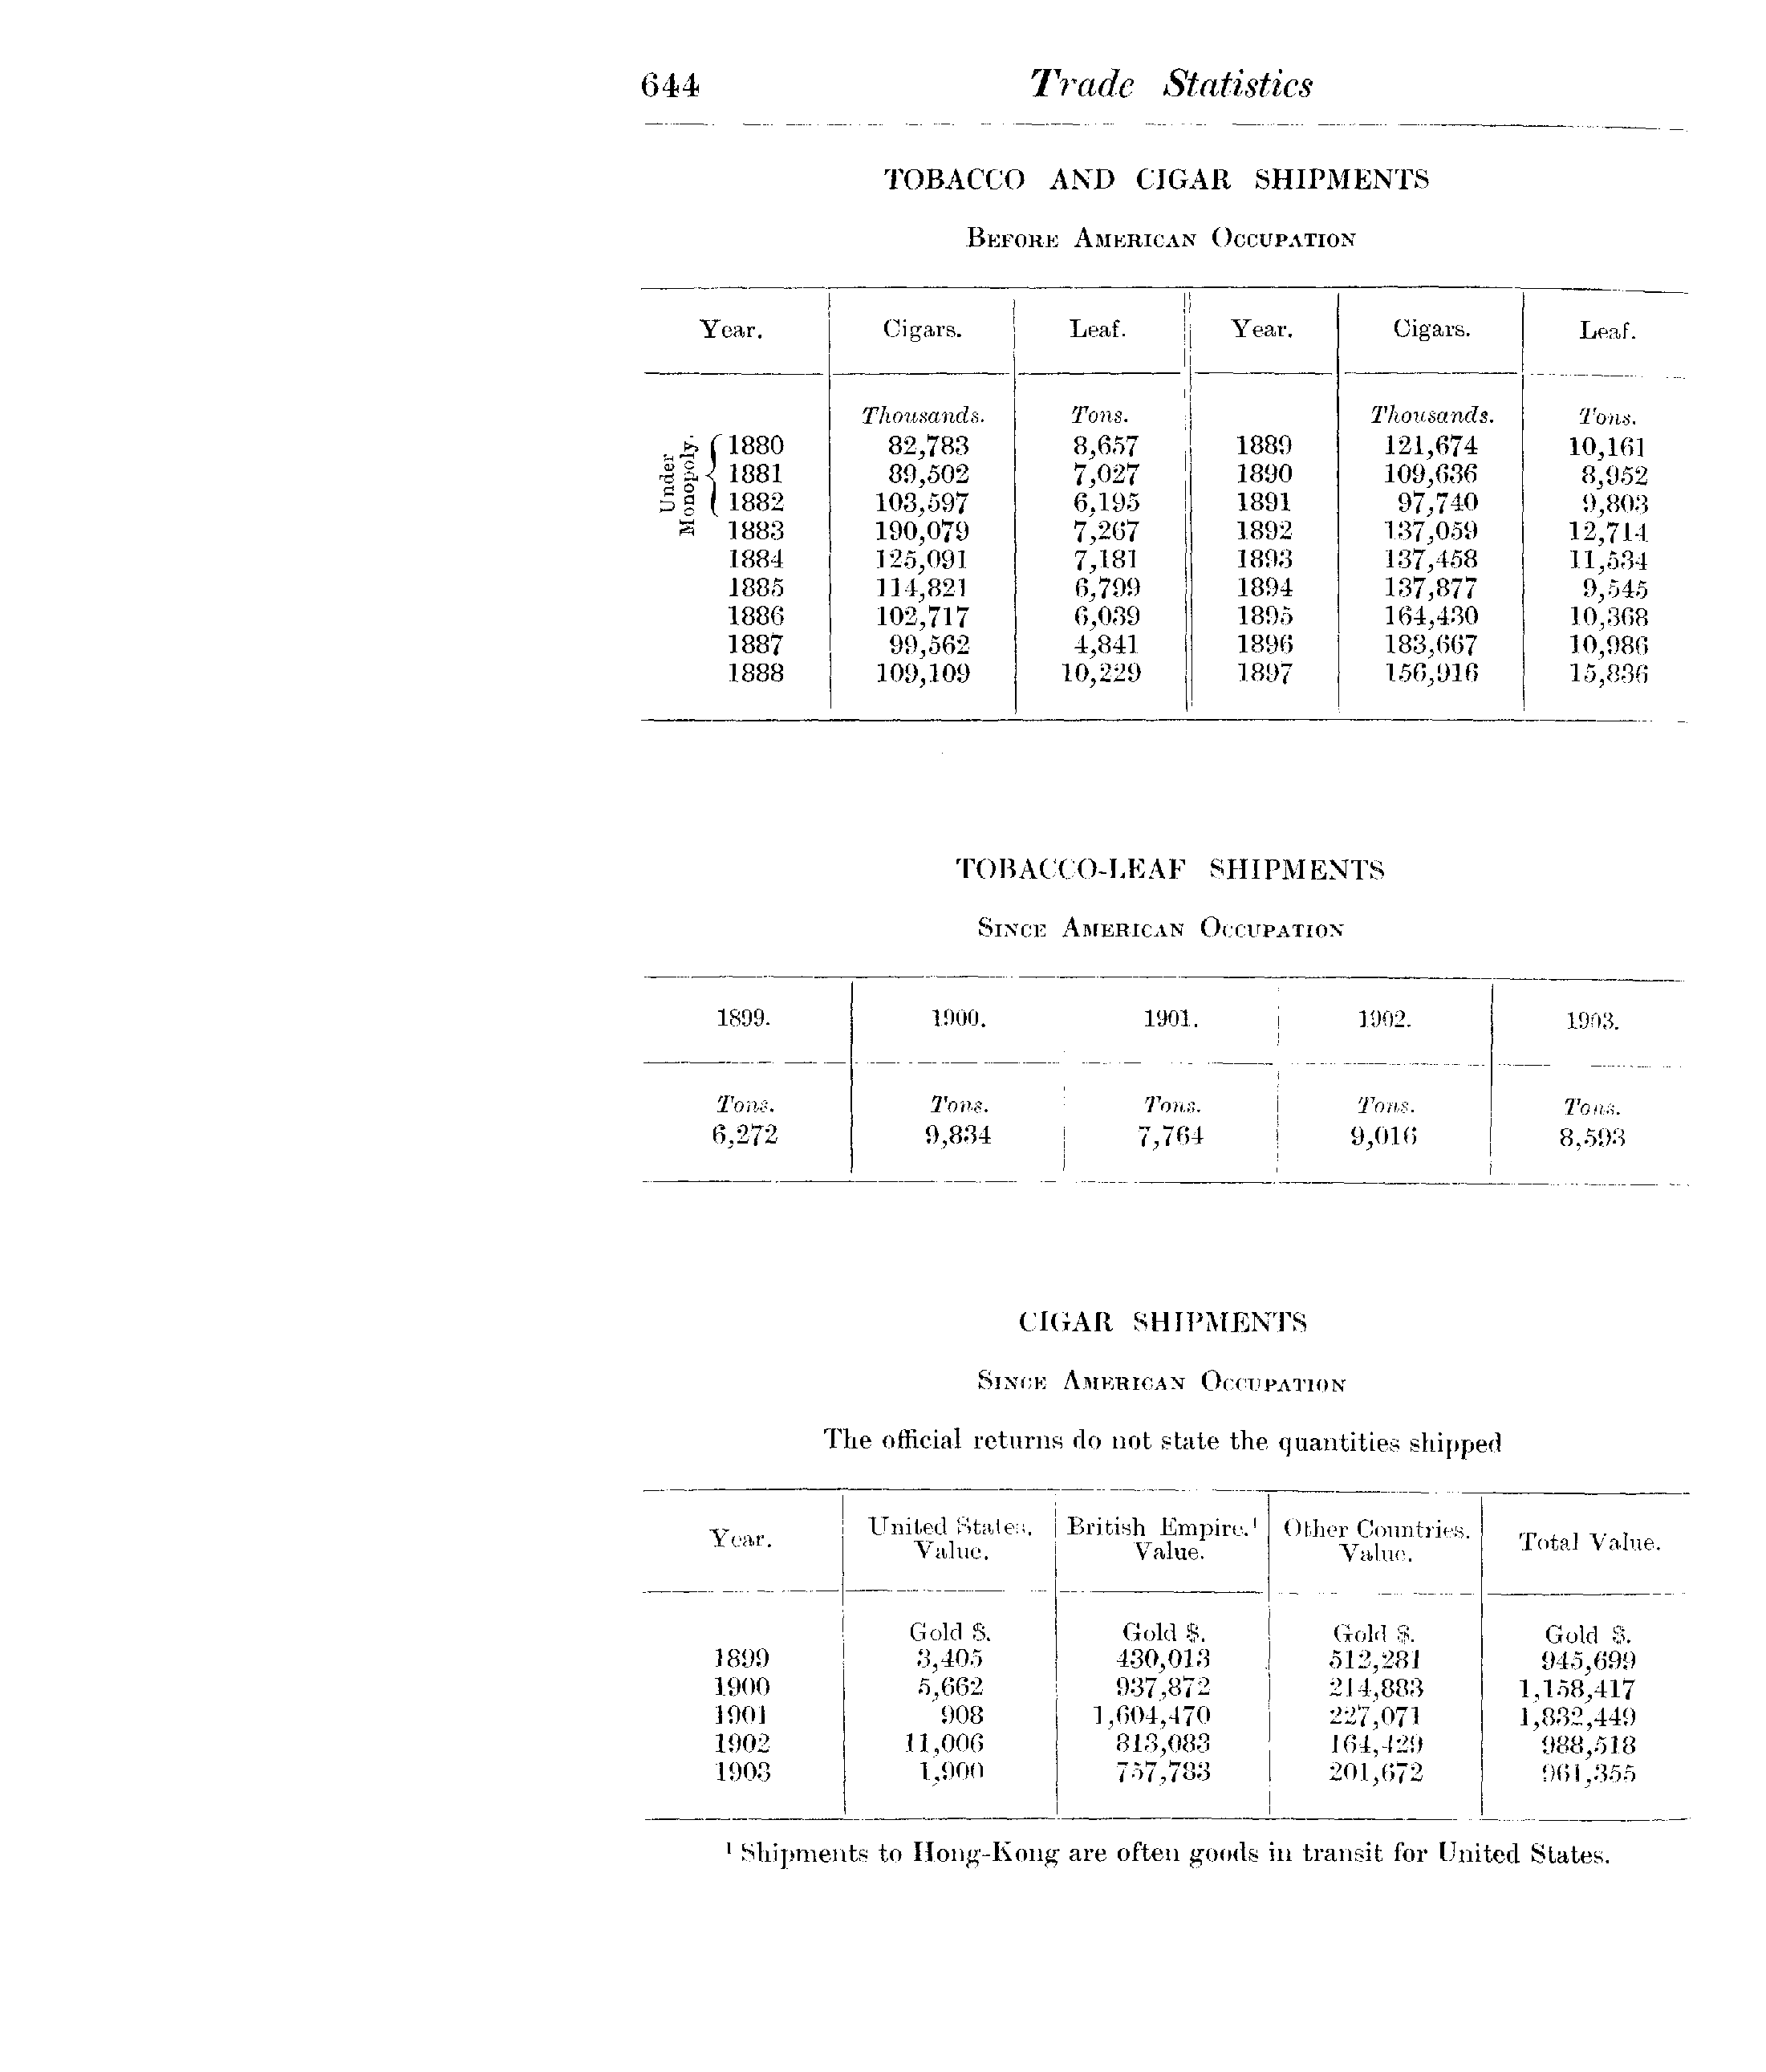 644 Trade Statistics
TOBACCO AND CIGAR SHIPMENTS
BEFORE AMERICAN OCCUPATION
Year. Cigars. Leaf. Year. Cigars. Leaf.
Thousands. Tons. Thousands. Tons.
Under Monopoly.
1880 82,783 8,657 1889 121,674 10,161
1881 89,502 7,027 1890 109,636 8,952
1882 103,597 6,195 1891 97,740 9,803
1883 190,079 7,267 1892 137,059 12,714
1884 125,091 7,181 1893 137,458 11,534
1885 114,821 6,799 1894 137,877 9,545
1886 102,717 6,039 1895 164,430 10,368
1887 99,562 4,841 1896 183,667 10,986
1888 109,109 10,229 1897 156,916 15,836
TOBACCO-LEAF SHIPMENTS
SINCE AMERICAN OCCUPATION
1899. 1900. 1901. 1902. 1903.
Tons. Tons. Tons. Tons. Tons.
6,272 9,834 7,764 9,016 8,593
CIGAR SHIPMENTS
SINCE AMERICAN OCCUPATION
The official returns do not state the quantities shipped
Year. United States. Value. British Empire.¹ Value. Other Countries. Value. Total Value.
Gold $. Gold $. Gold $. Gold $.
1899 3,405 430,013 512,281 945,699
1900 5,662 937,872 214,883 1,158,417
1901 908 1,604,470 227,071 1,832,449
1902 11,006 813,083 164,429 988,518
1903 1,900 757,783 201,672 961,355
¹ Shipments to Hong-Kong are often goods in transit for United States.